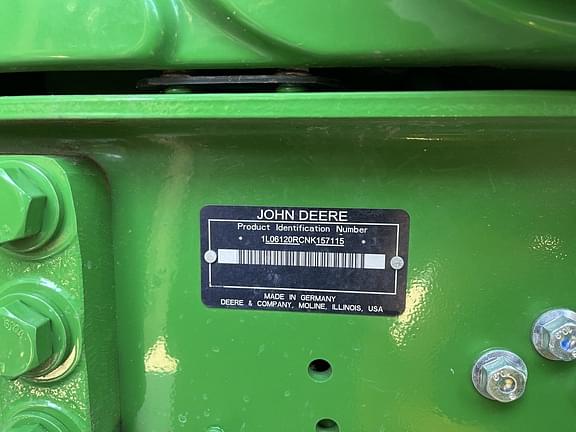 JOHN DEERE
Product Identification Number
* 1L06120RCNK157115 *
MADE IN GERMANY
DEERE & COMPANY, MOLINE, ILLINOIS, USA